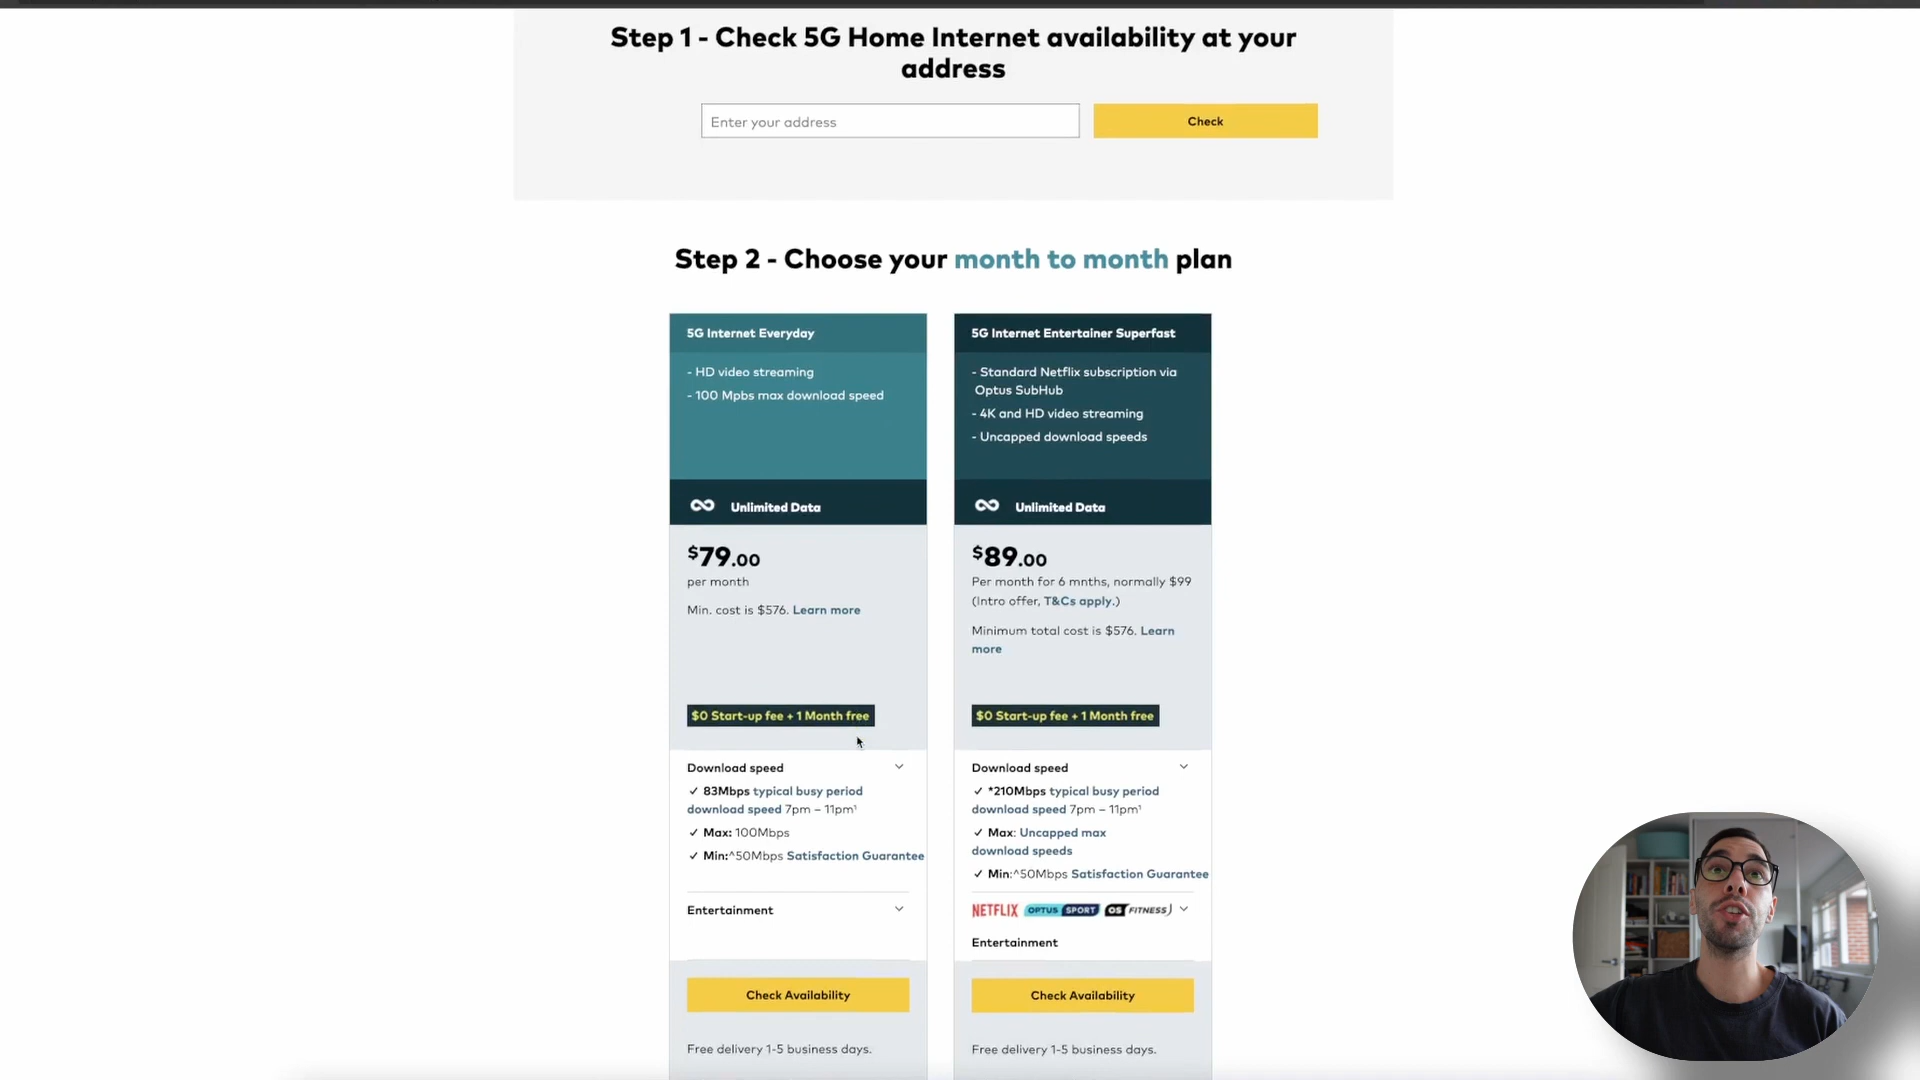 Step 1 - Check 5G Home Internet availability at your
address
Enter your address
Check
Step 2 - Choose your month to month plan
5G Internet Everyday
- HD video streaming
- 100 Mpbs max download speed
Unlimited Data
$79.00
per month
Min. cost is $576. Learn more
$0 Start-up fee + 1 Month free
Download speed
✓ 83Mbps typical busy period
download speed 7pm – 11pm¹
✓ Max: 100Mbps
✓ Min:^50Mbps Satisfaction Guarantee
Entertainment
Check Availability
Free delivery 1-5 business days.
5G Internet Entertainer Superfast
- Standard Netflix subscription via
Optus SubHub
- 4K and HD video streaming
- Uncapped download speeds
Unlimited Data
$89.00
Per month for 6 mnths, normally $99
(Intro offer, T&Cs apply.)
Minimum total cost is $576. Learn
more
$0 Start-up fee + 1 Month free
Download speed
✓ *210Mbps typical busy period
download speed 7pm – 11pm¹
✓ Max: Uncapped max
download speeds
✓ Min:^50Mbps Satisfaction Guarantee
NETFLIX OPTUS SPORT OS FITNESS
Entertainment
Check Availability
Free delivery 1-5 business days.